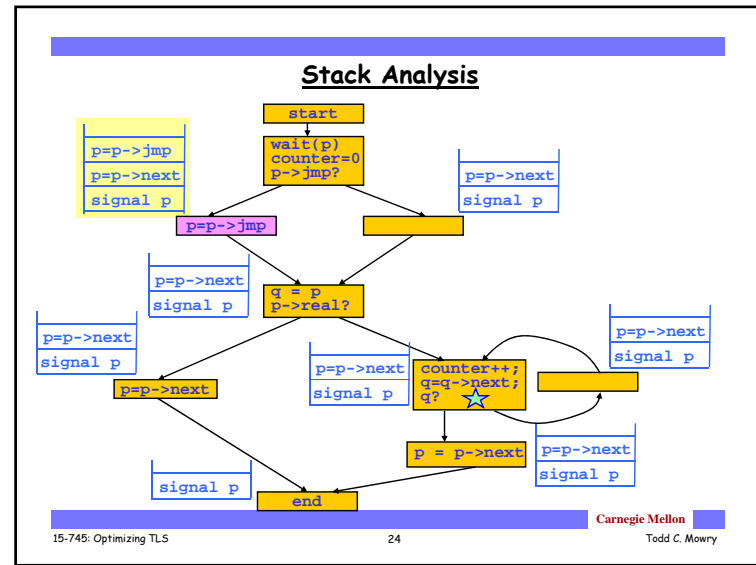 Stack Analysis
start
wait(p)
counter=0
p->jmp?
p=p->jmp
p=p->next
signal p
p=p->next
signal p
p=p->jmp
p=p->next
signal p
q = p
p->real?
p=p->next
signal p
p=p->next
signal p
p=p->next
signal p
counter++;
q=q->next;
q?
p=p->next
p = p->next
p=p->next
signal p
signal p
end
Carnegie Mellon
15-745: Optimizing TLS
24
Todd C. Mowry